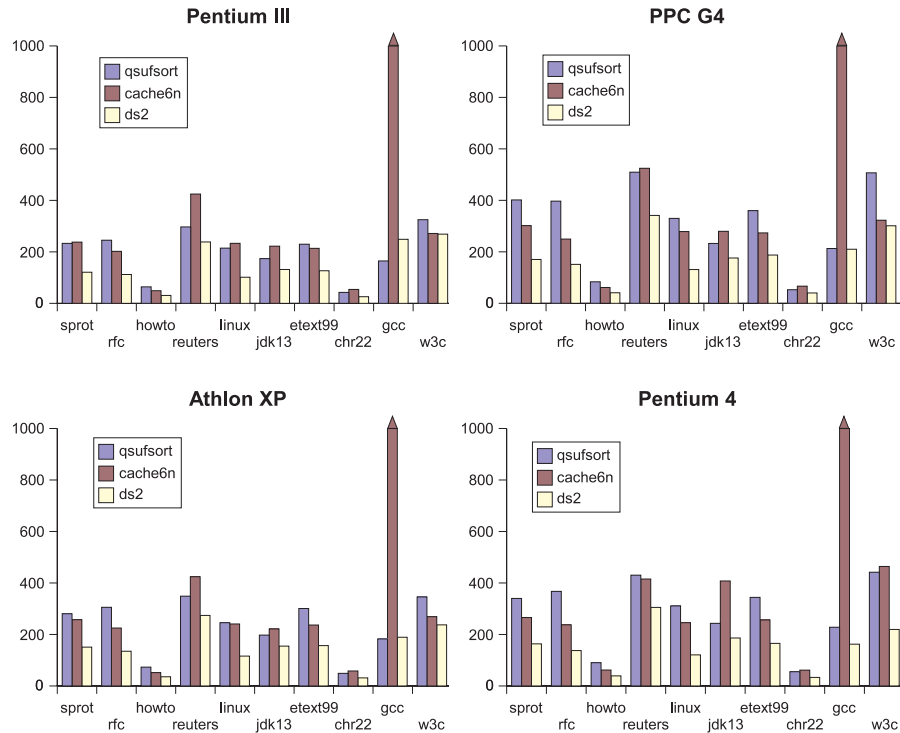 Pentium III
1000
800
600
400
200
0
qsufsort
cache6n
ds2
sprot howto linux etext99 gcc
rfc reuters jdk13 chr22 w3c
PPC G4
1000
800
600
400
200
0
qsufsort
cache6n
ds2
sprot howto linux etext99 gcc
rfc reuters jdk13 chr22 w3c
Athlon XP
1000
800
600
400
200
0
qsufsort
cache6n
ds2
sprot howto linux etext99 gcc
rfc reuters jdk13 chr22 w3c
Pentium 4
1000
800
600
400
200
0
qsufsort
cache6n
ds2
sprot howto linux etext99 gcc
rfc reuters jdk13 chr22 w3c